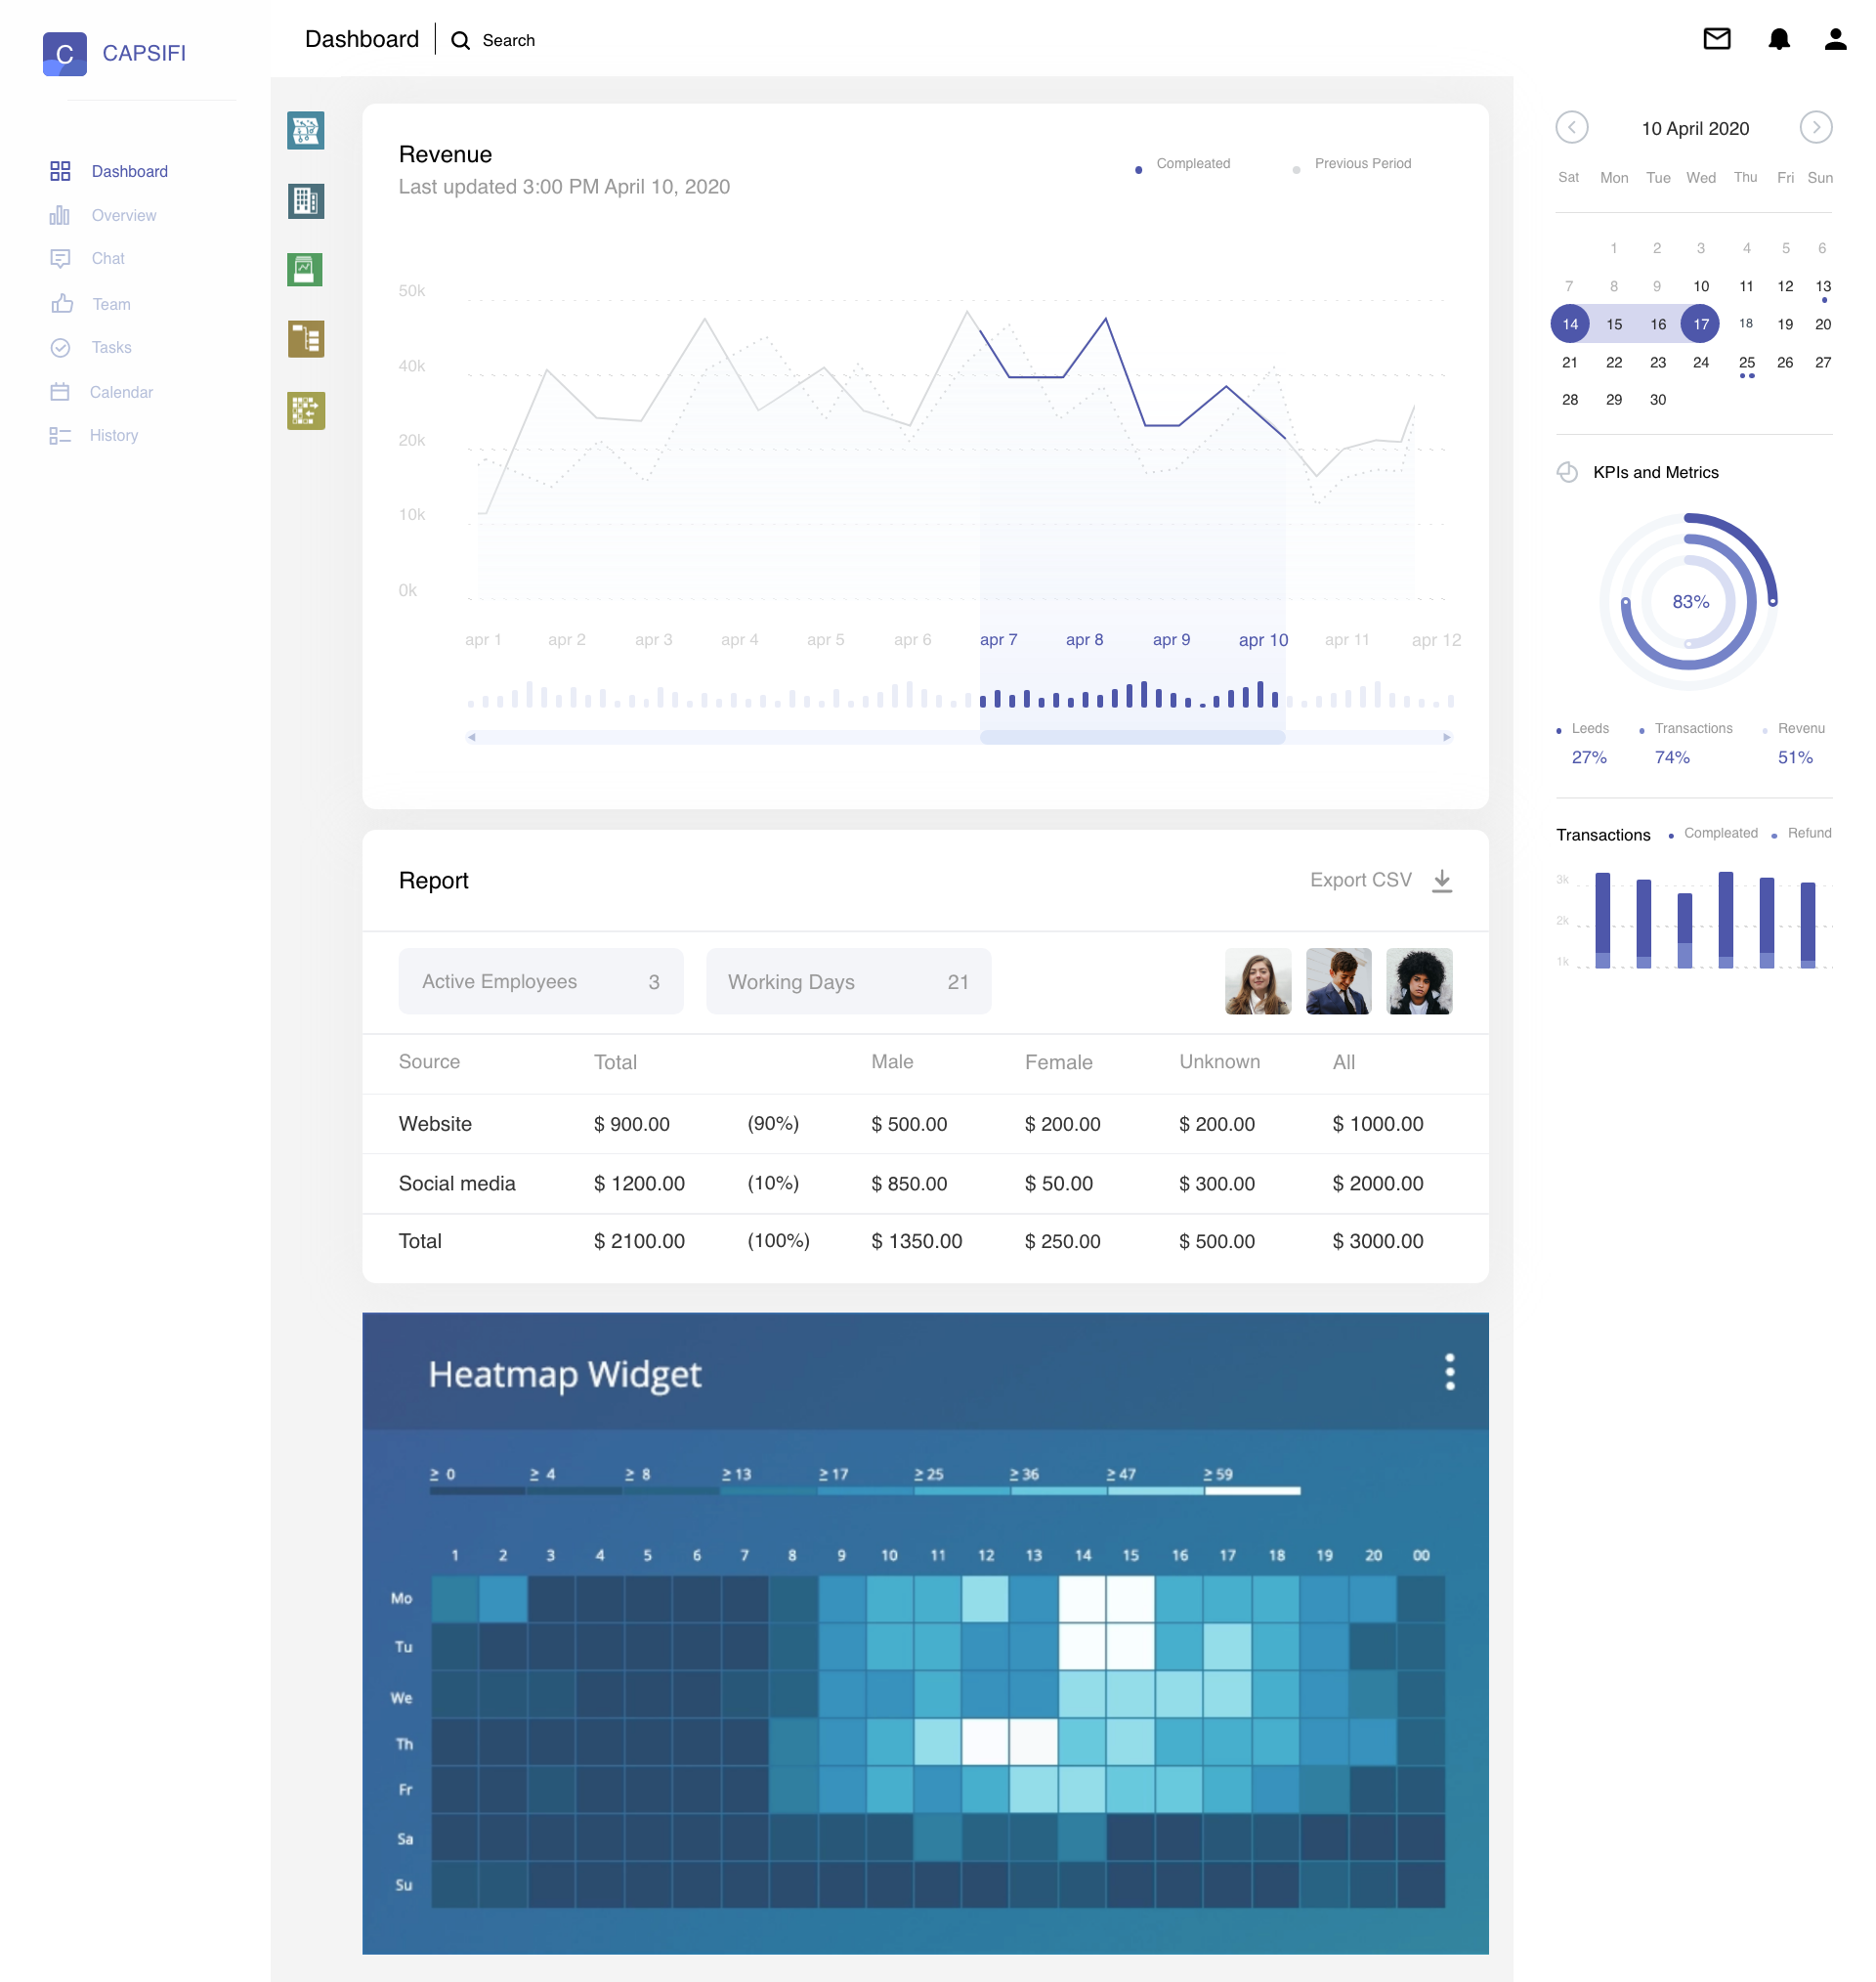 C CAPSIFI
Dashboard
Overview
Chat
Team
Tasks
Calendar
History
Dashboard Search
Revenue
Last updated 3:00 PM April 10, 2020
Compleated Previous Period
50k
40k
20k
10k
0k
apr 1 apr 2 apr 3 apr 4 apr 5 apr 6 apr 7 apr 8 apr 9 apr 10 apr 11 apr 12
Report
Export CSV
Active Employees 3 Working Days 21
Source Total Male Female Unknown All
Website $ 900.00 (90%) $ 500.00 $ 200.00 $ 200.00 $ 1000.00
Social media $ 1200.00 (10%) $ 850.00 $ 50.00 $ 300.00 $ 2000.00
Total $ 2100.00 (100%) $ 1350.00 $ 250.00 $ 500.00 $ 3000.00
Heatmap Widget
≥ 0 ≥ 4 ≥ 8 ≥ 13 ≥ 17 ≥ 25 ≥ 36 ≥ 47 ≥ 59
1 2 3 4 5 6 7 8 9 10 11 12 13 14 15 16 17 18 19 20 00
Mo
Tu
We
Th
Fr
Sa
Su
10 April 2020
Sat Mon Tue Wed Thu Fri Sun
1 2 3 4 5 6
7 8 9 10 11 12 13
14 15 16 17 18 19 20
21 22 23 24 25 26 27
28 29 30
KPIs and Metrics
83%
Leeds Transactions Revenu
27% 74% 51%
Transactions Compleated Refund
3k
2k
1k